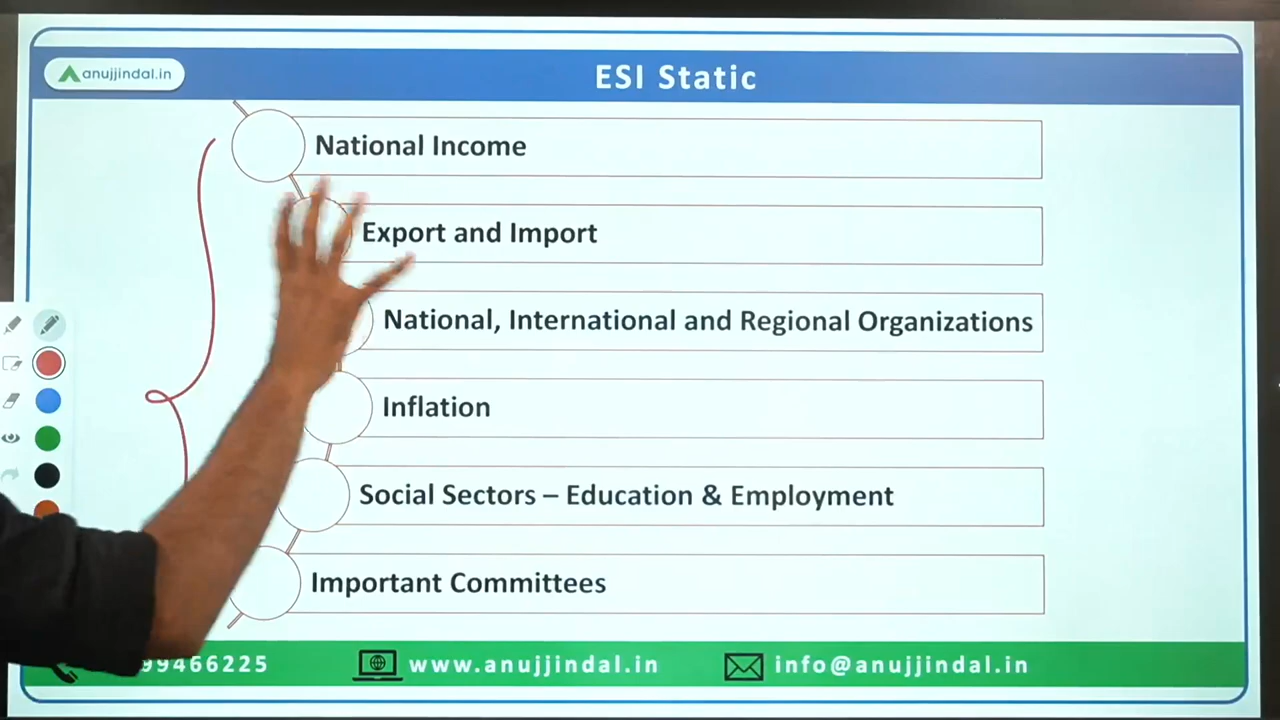 anujjindal.in
ESI Static
National Income
Export and Import
National, International and Regional Organizations
Inflation
Social Sectors – Education & Employment
Important Committees
99466225
www.anujjindal.in
info@anujjindal.in